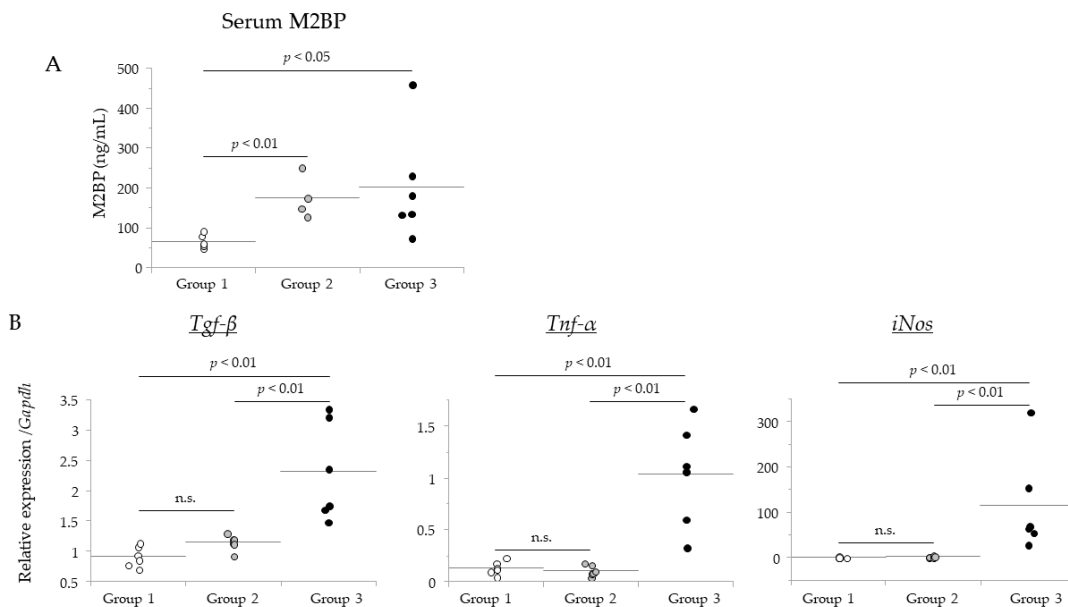 Serum M2BP
A
p < 0.05
500
400
300
200
100
0
M2BP (ng/mL)
p < 0.01
Group 1 Group 2 Group 3
B
Tgf-β Tnf-α iNos
p < 0.01 p < 0.01 p < 0.01
p < 0.01 p < 0.01 p < 0.01
Relative expression /Gapdh
3.5
3
2.5
2
1.5
1
0.5
n.s.
1.5
1
0.5
0
n.s.
300
200
100
0
n.s.
Group 1 Group 2 Group 3 Group 1 Group 2 Group 3 Group 1 Group 2 Group 3